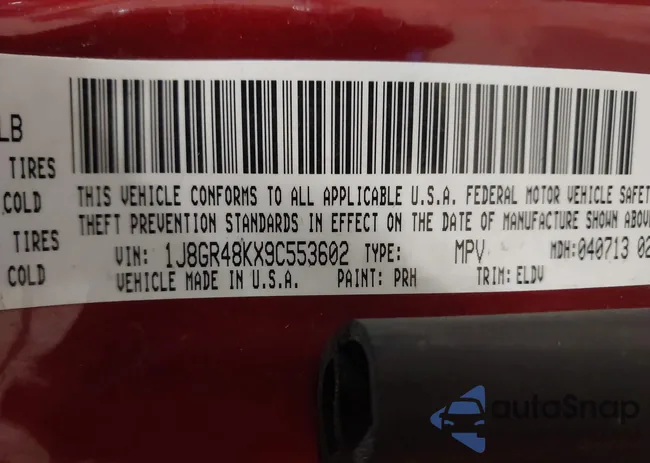 LB
TIRES
COLD
TIRES
COLD
THIS VEHICLE CONFORMS TO ALL APPLICABLE U.S.A. FEDERAL MOTOR VEHICLE SAFET
THEFT PREVENTION STANDARDS IN EFFECT ON THE DATE OF MANUFACTURE SHOWN ABOV
VIN: 1J8GR48KX9C553602 TYPE: MPV MDH:040713 02
VEHICLE MADE IN U.S.A. PAINT: PRH TRIM: ELDV
autoSnap